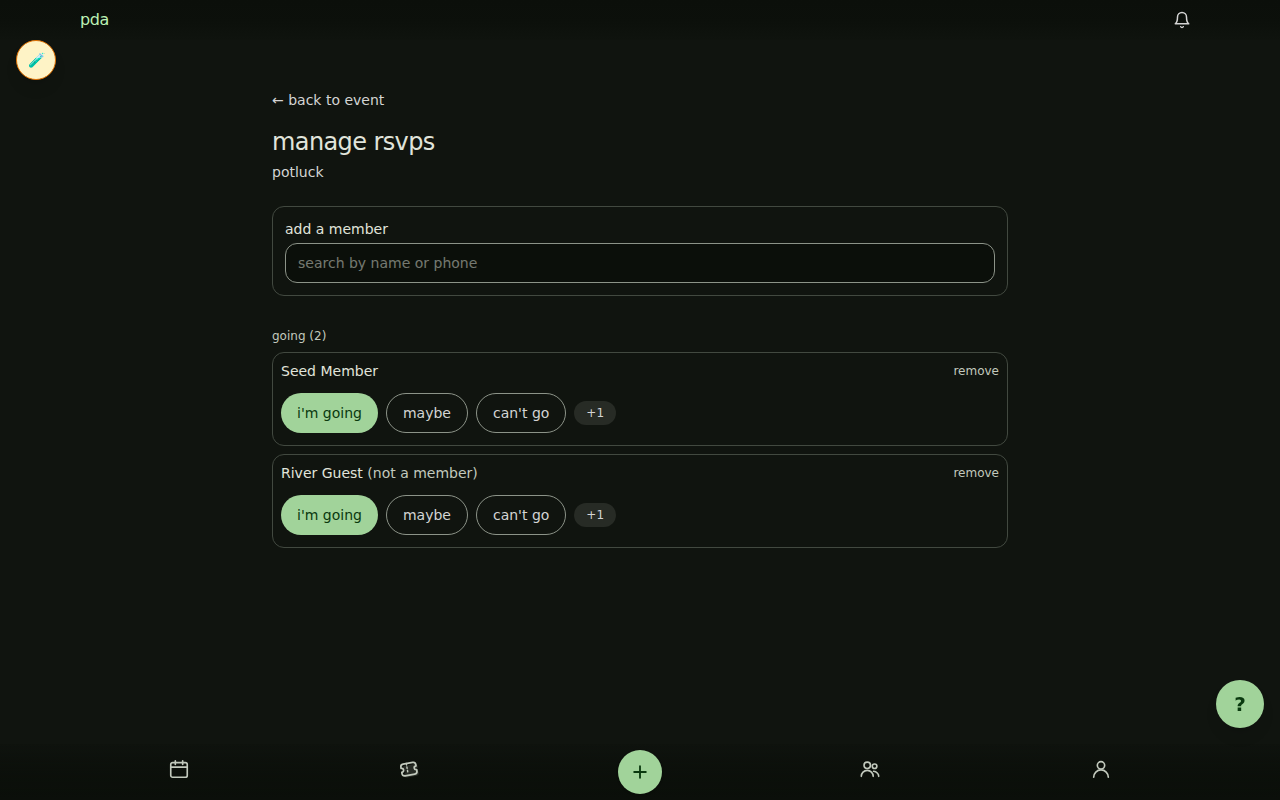 pda
← back to event
manage rsvps
potluck
add a member
search by name or phone
going (2)
Seed Member
remove
i'm going
maybe
can't go
+1
River Guest (not a member)
remove
i'm going
maybe
can't go
+1
?